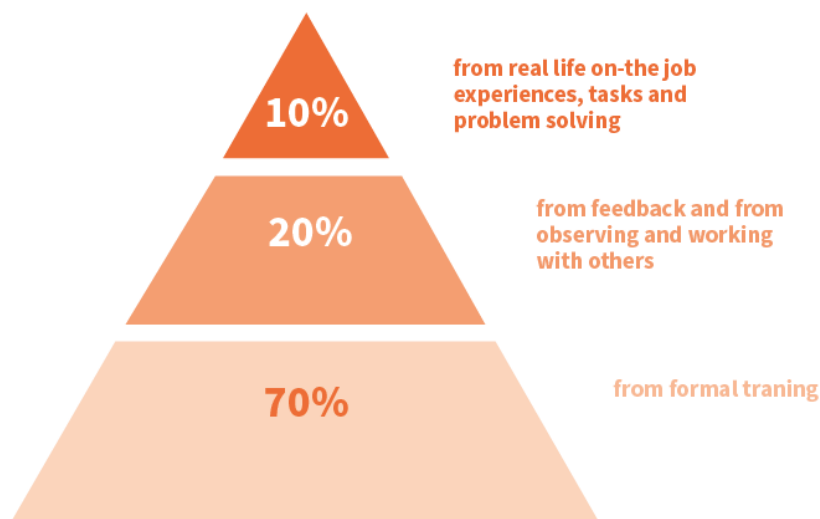 10%
from real life on-the job
experiences, tasks and
problem solving
20%
from feedback and from
observing and working
with others
70%
from formal traning